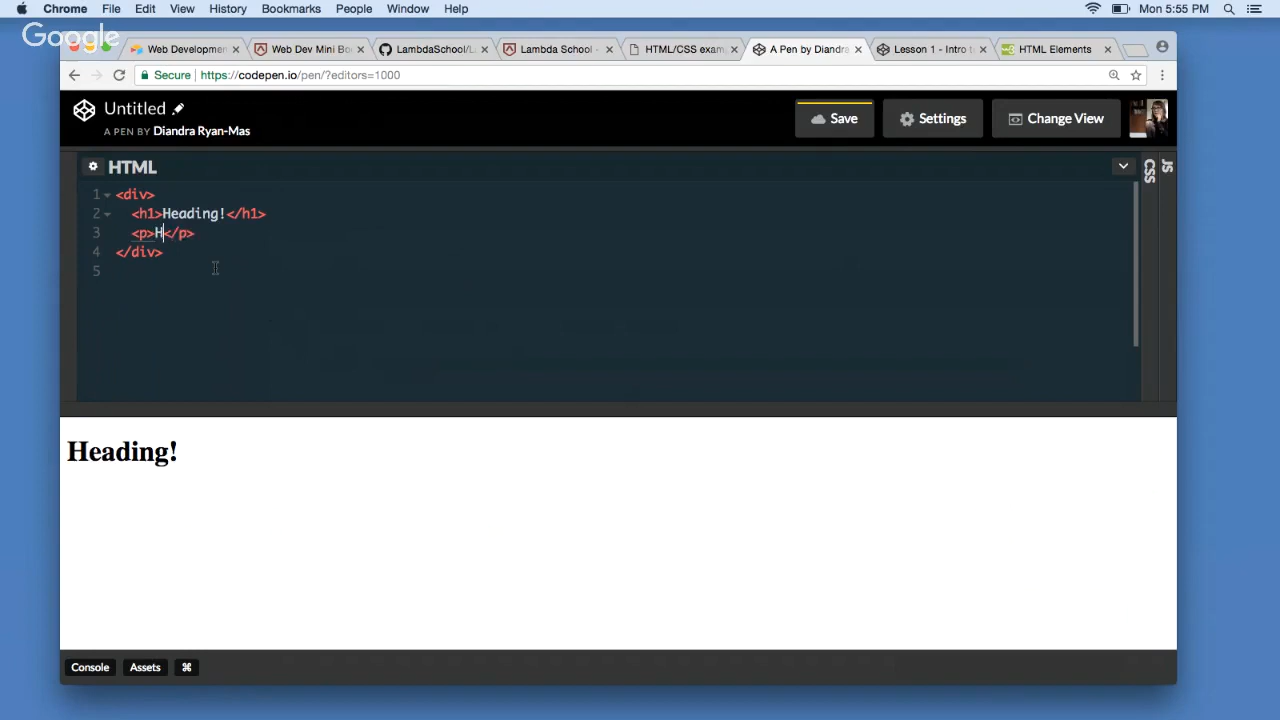 Chrome File Edit View History Bookmarks People Window Help Mon 5:55 PM
Google
Web Developmen Web Dev Mini Bo LambdaSchool/L Lambda School - HTML/CSS exam A Pen by Diandra Lesson 1 - Intro t HTML Elements
Secure https://codepen.io/pen/?editors=1000
Untitled
A PEN BY Diandra Ryan-Mas
Save Settings Change View
HTML
CSS
JS
1 <div>
2 <h1>Heading!</h1>
3 <p>H</p>
4 </div>
5
Heading!
Console Assets ⌘